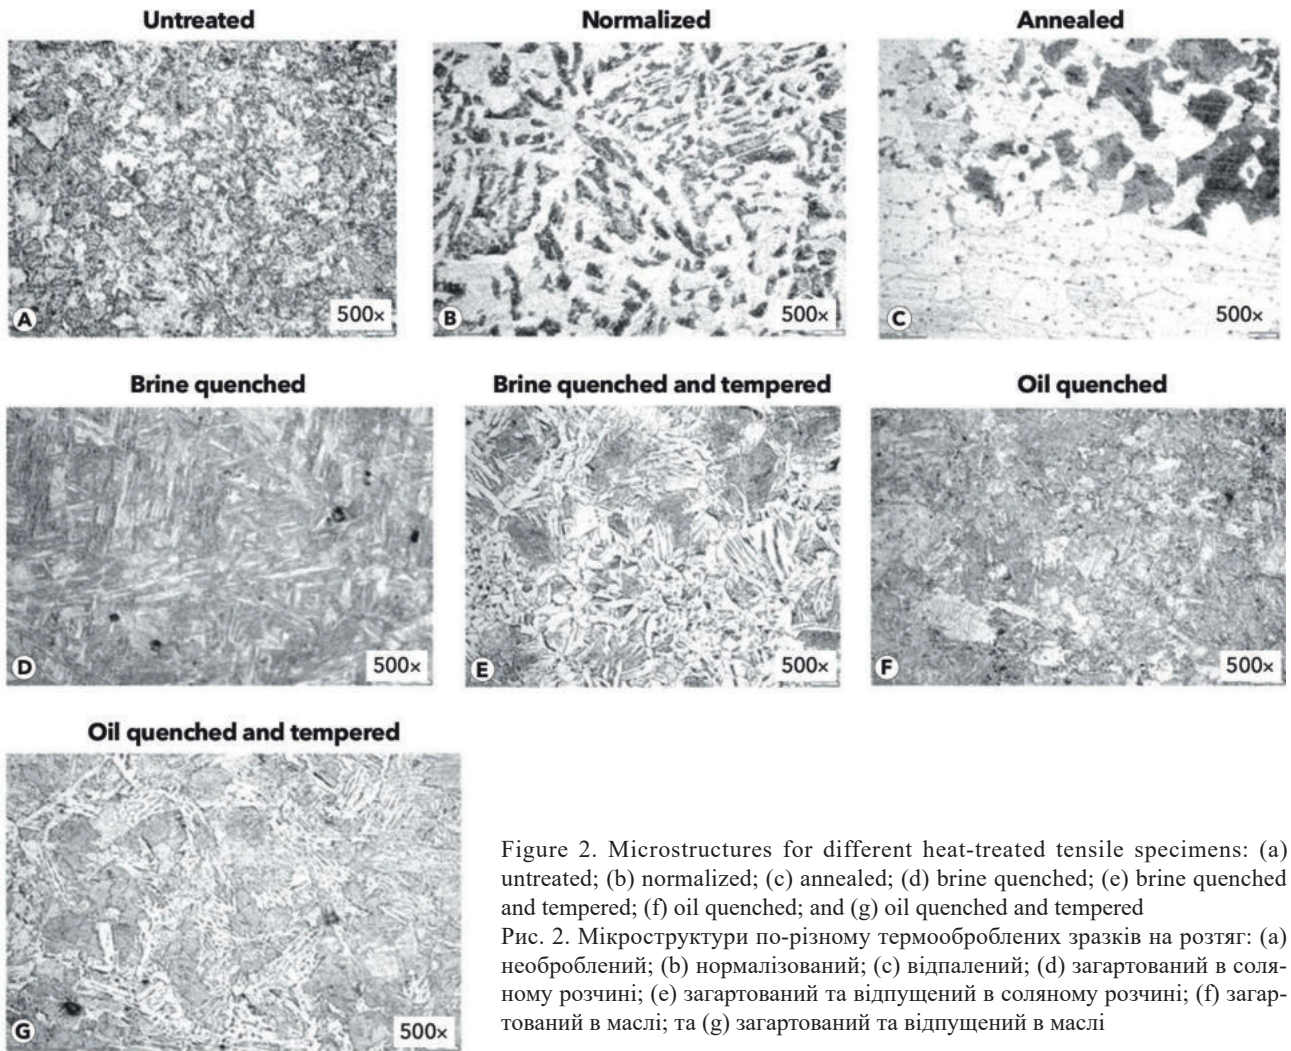 Untreated
Normalized
Annealed
A
500×
B
500×
C
500×
Brine quenched
Brine quenched and tempered
Oil quenched
D
500×
E
500×
F
500×
Oil quenched and tempered
G
500×
Figure 2. Microstructures for different heat-treated tensile specimens: (a)
untreated; (b) normalized; (c) annealed; (d) brine quenched; (e) brine quenched
and tempered; (f) oil quenched; and (g) oil quenched and tempered
Рис. 2. Мікроструктури по-різному термооброблених зразків на розтяг: (a)
необроблений; (b) нормалізований; (c) відпалений; (d) загартований в соля-
ному розчині; (e) загартований та відпущений в соляному розчині; (f) загар-
тований в маслі; та (g) загартований та відпущений в маслі